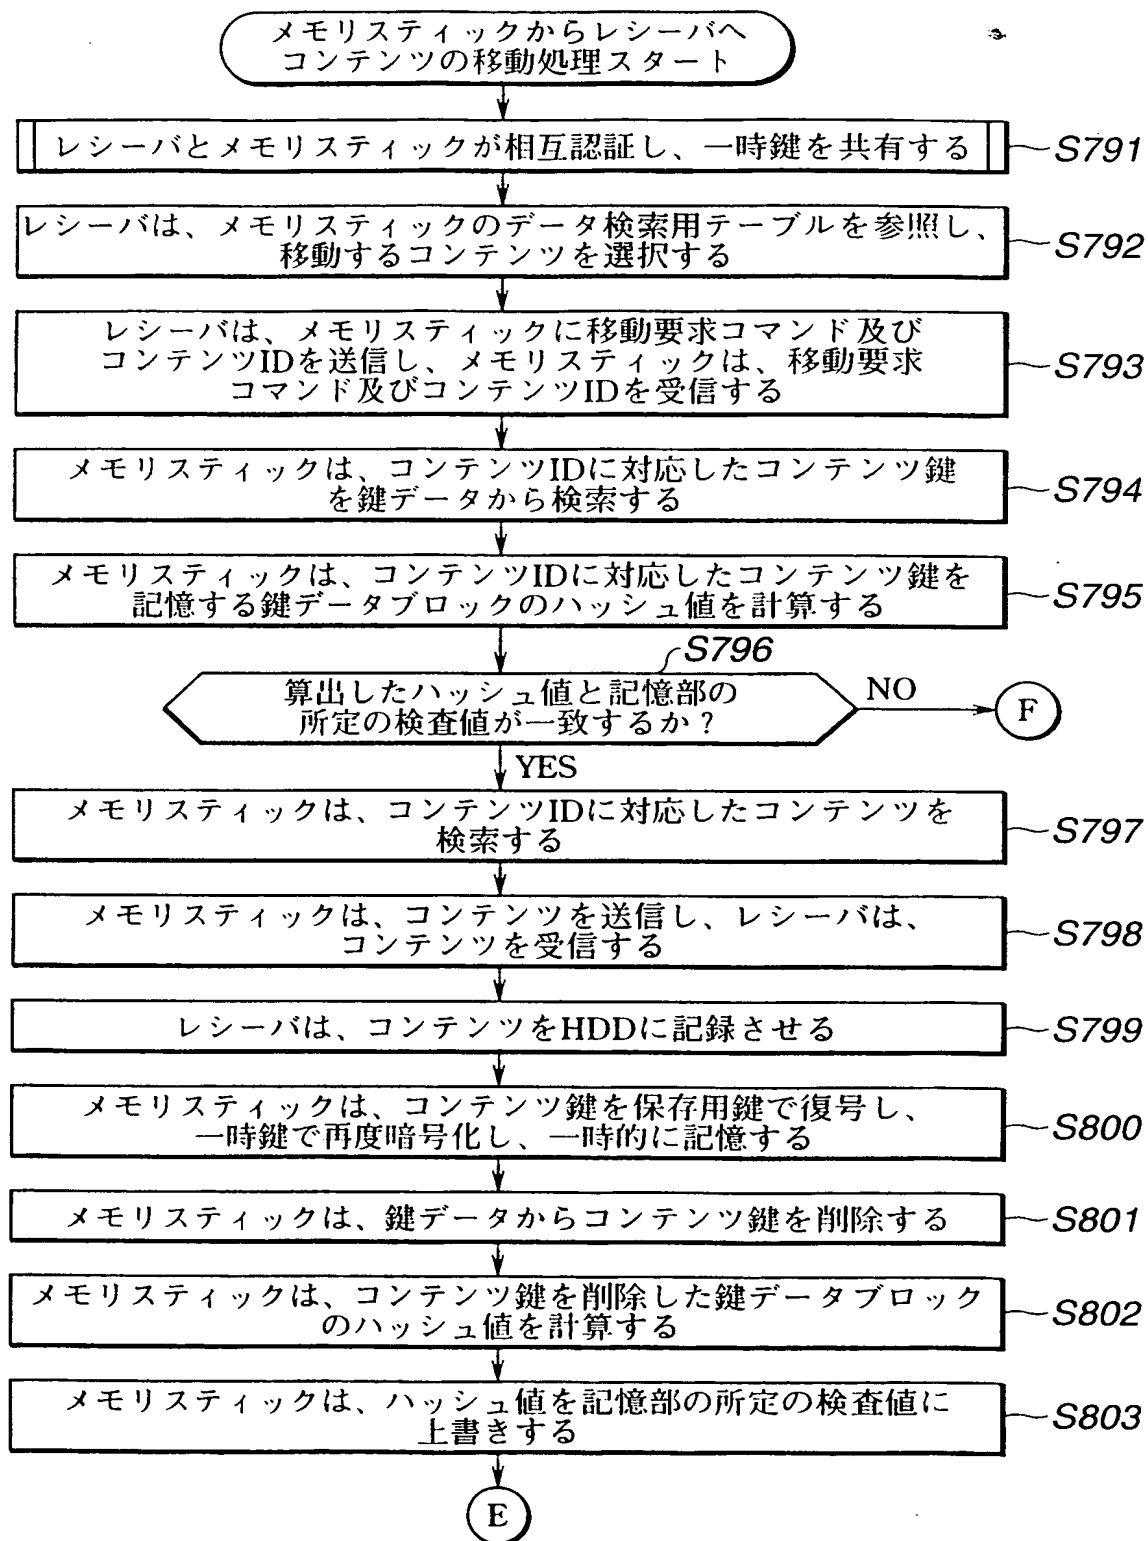 メモリスティックからレシーバへ
コンテンツの移動処理スタート
レシーバとメモリスティックが相互認証し、一時鍵を共有する
S791
レシーバは、メモリスティックのデータ検索用テーブルを参照し、
移動するコンテンツを選択する
S792
レシーバは、メモリスティックに移動要求コマンド及び
コンテンツIDを送信し、メモリスティックは、移動要求
コマンド及びコンテンツIDを受信する
S793
メモリスティックは、コンテンツIDに対応したコンテンツ鍵
を鍵データから検索する
S794
メモリスティックは、コンテンツIDに対応したコンテンツ鍵を
記憶する鍵データブロックのハッシュ値を計算する
S795
S796
算出したハッシュ値と記憶部の
所定の検査値が一致するか?
NO
F
YES
メモリスティックは、コンテンツIDに対応したコンテンツを
検索する
S797
メモリスティックは、コンテンツを送信し、レシーバは、
コンテンツを受信する
S798
レシーバは、コンテンツをHDDに記録させる
S799
メモリスティックは、コンテンツ鍵を保存用鍵で復号し、
一時鍵で再度暗号化し、一時的に記憶する
S800
メモリスティックは、鍵データからコンテンツ鍵を削除する
S801
メモリスティックは、コンテンツ鍵を削除した鍵データブロック
のハッシュ値を計算する
S802
メモリスティックは、ハッシュ値を記憶部の所定の検査値に
上書きする
S803
E